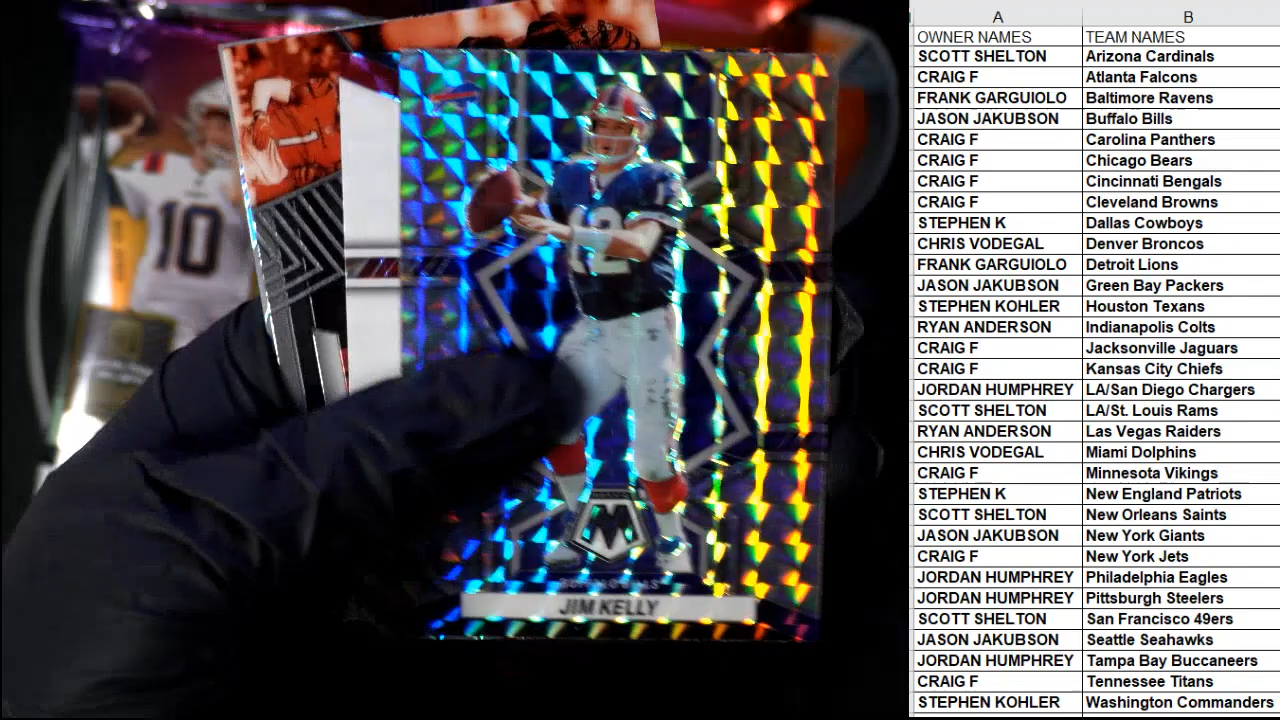 10
12
M
JIM KELLY
A B
OWNER NAMES TEAM NAMES
SCOTT SHELTON Arizona Cardinals
CRAIG F Atlanta Falcons
FRANK GARGUIOLO Baltimore Ravens
JASON JAKUBSON Buffalo Bills
CRAIG F Carolina Panthers
CRAIG F Chicago Bears
CRAIG F Cincinnati Bengals
CRAIG F Cleveland Browns
STEPHEN K Dallas Cowboys
CHRIS VODEGAL Denver Broncos
FRANK GARGUIOLO Detroit Lions
JASON JAKUBSON Green Bay Packers
STEPHEN KOHLER Houston Texans
RYAN ANDERSON Indianapolis Colts
CRAIG F Jacksonville Jaguars
CRAIG F Kansas City Chiefs
JORDAN HUMPHREY LA/San Diego Chargers
SCOTT SHELTON LA/St. Louis Rams
RYAN ANDERSON Las Vegas Raiders
CHRIS VODEGAL Miami Dolphins
CRAIG F Minnesota Vikings
STEPHEN K New England Patriots
SCOTT SHELTON New Orleans Saints
JASON JAKUBSON New York Giants
CRAIG F New York Jets
JORDAN HUMPHREY Philadelphia Eagles
JORDAN HUMPHREY Pittsburgh Steelers
SCOTT SHELTON San Francisco 49ers
JASON JAKUBSON Seattle Seahawks
JORDAN HUMPHREY Tampa Bay Buccaneers
CRAIG F Tennessee Titans
STEPHEN KOHLER Washington Commanders